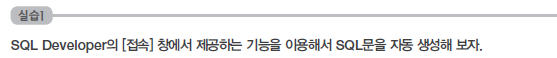 실습1
SQL Developer의 [접속] 창에서 제공하는 기능을 이용해서 SQL문을 자동 생성해 보자.